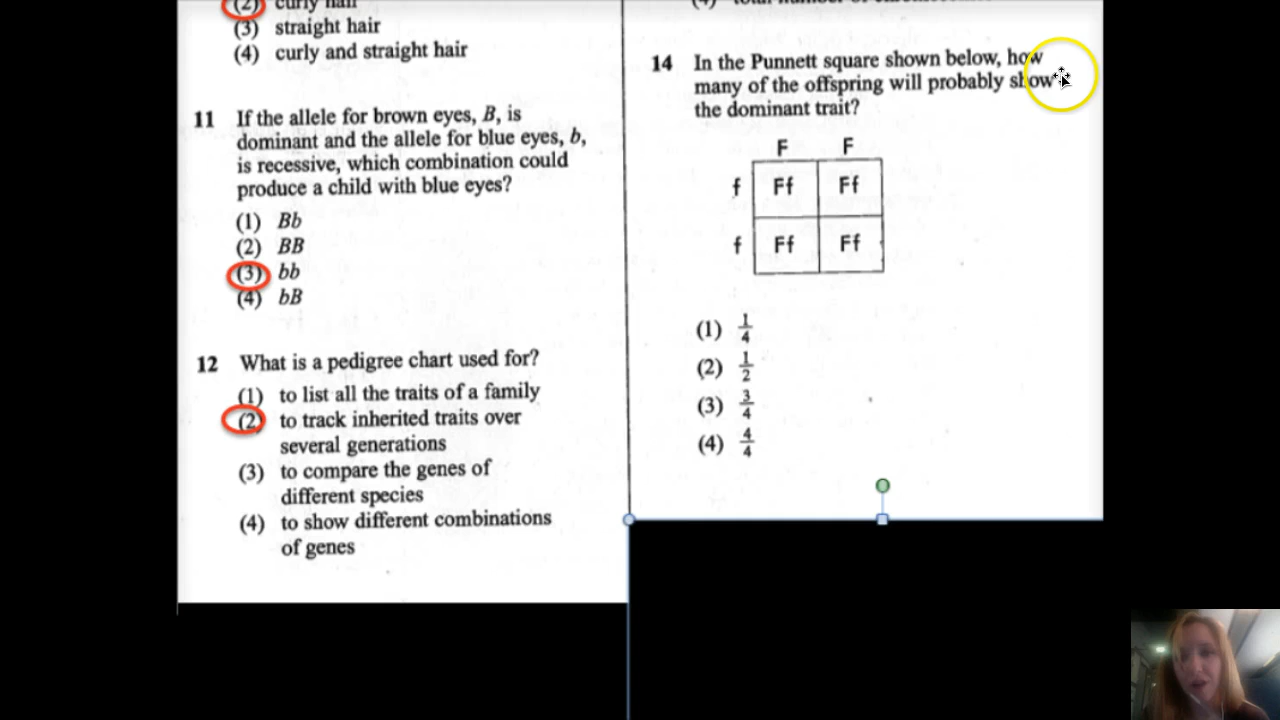 (2) curly hair
(3) straight hair
(4) curly and straight hair
11 If the allele for brown eyes, B, is
dominant and the allele for blue eyes, b,
is recessive, which combination could
produce a child with blue eyes?
(1) Bb
(2) BB
(3) bb
(4) bB
12 What is a pedigree chart used for?
(1) to list all the traits of a family
(2) to track inherited traits over
several generations
(3) to compare the genes of
different species
(4) to show different combinations
of genes
(4) total number of
14 In the Punnett square shown below, how
many of the offspring will probably show
the dominant trait?
F F
f Ff Ff
f Ff Ff
(1) 1/4
(2) 1/2
(3) 3/4
(4) 4/4